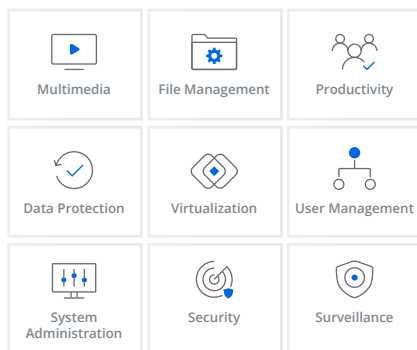 Multimedia
File Management
Productivity
Data Protection
Virtualization
User Management
System
Administration
Security
Surveillance